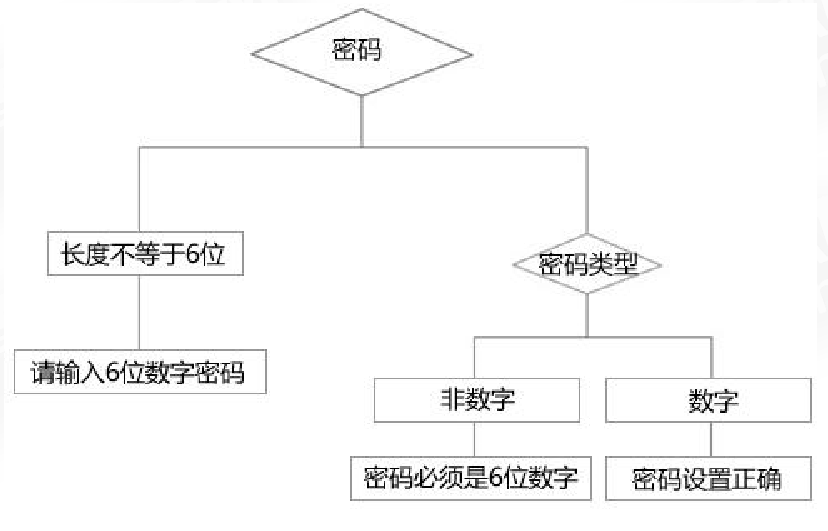 密码
长度不等于6位
密码类型
请输入6位数字密码
非数字
数字
密码必须是6位数字
密码设置正确